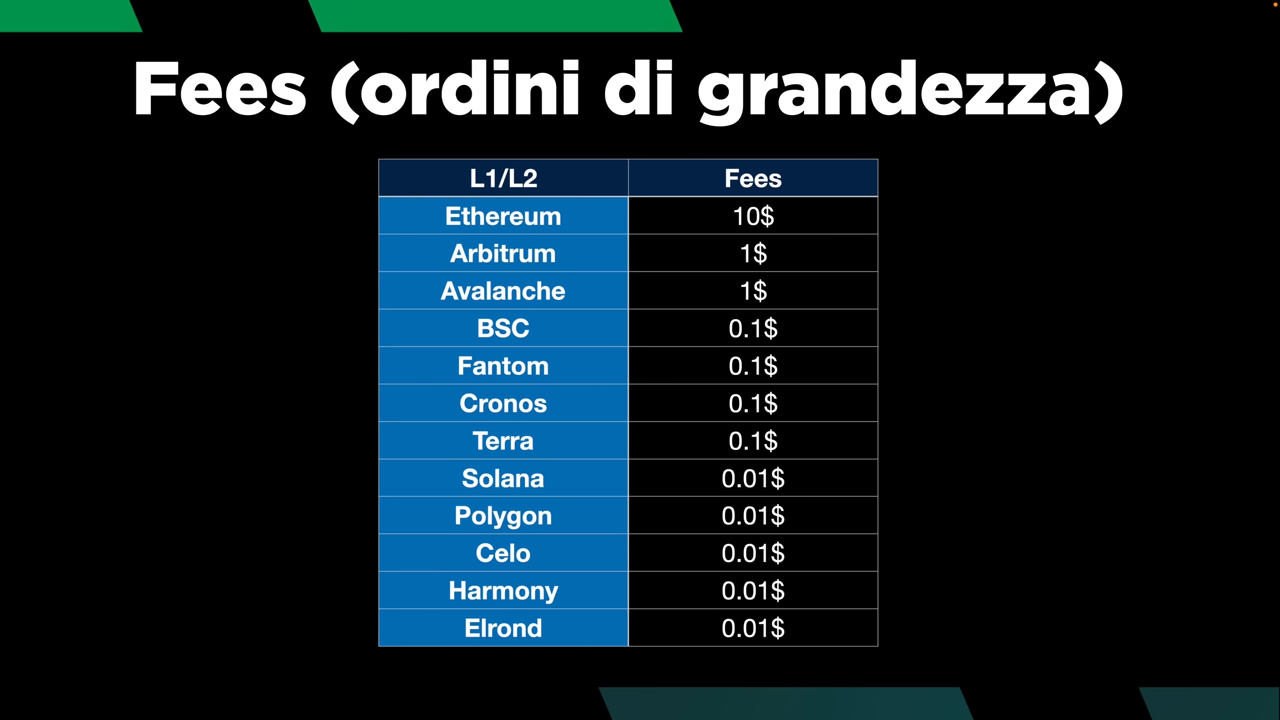 Fees (ordini di grandezza)
L1/L2 Fees
Ethereum 10$
Arbitrum 1$
Avalanche 1$
BSC 0.1$
Fantom 0.1$
Cronos 0.1$
Terra 0.1$
Solana 0.01$
Polygon 0.01$
Celo 0.01$
Harmony 0.01$
Elrond 0.01$